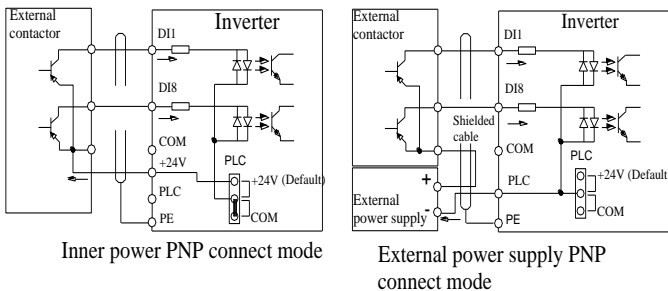 External
contactor
Inverter
DI1
DI8
COM
+24V
PLC
PE
PLC
+24V (Default)
COM
Inner power PNP connect mode
External
contactor
Inverter
DI1
DI8
Shielded
cable
COM
PLC
PE
PLC
+24V (Default)
COM
+
-
External
power supply
External power supply PNP
connect mode